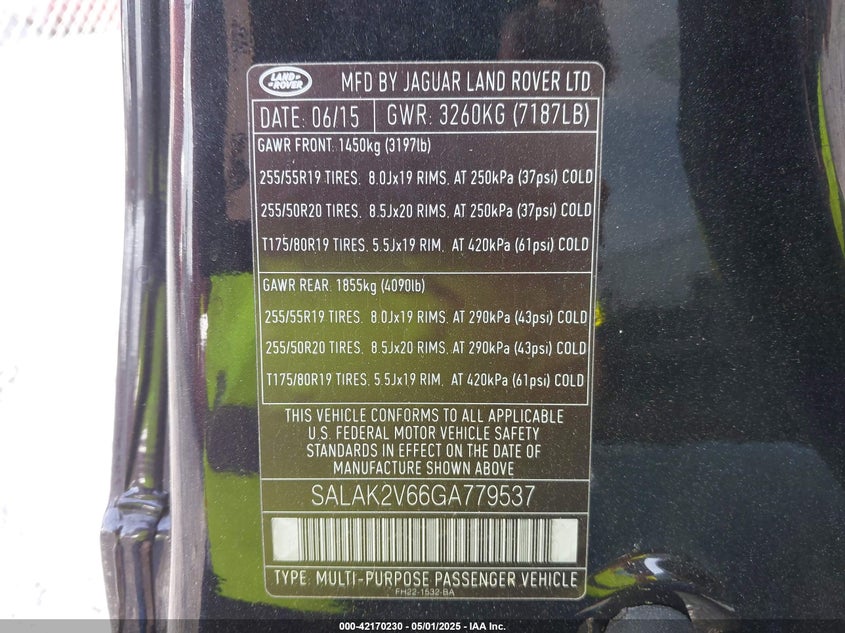 LAND ROVER MFD BY JAGUAR LAND ROVER LTD
DATE: 06/15 GWR: 3260KG (7187LB)
GAWR FRONT: 1450kg (3197lb)
255/55R19 TIRES, 8.0Jx19 RIMS, AT 250kPa (37psi) COLD
255/50R20 TIRES, 8.5Jx20 RIMS, AT 250kPa (37psi) COLD
T175/80R19 TIRES, 5.5Jx19 RIM, AT 420kPa (61psi) COLD
GAWR REAR: 1855kg (4090lb)
255/55R19 TIRES, 8.0Jx19 RIMS, AT 290kPa (43psi) COLD
255/50R20 TIRES, 8.5Jx20 RIMS, AT 290kPa (43psi) COLD
T175/80R19 TIRES, 5.5Jx19 RIM, AT 420kPa (61psi) COLD
THIS VEHICLE CONFORMS TO ALL APPLICABLE
U.S. FEDERAL MOTOR VEHICLE SAFETY
STANDARDS IN EFFECT ON THE DATE OF
MANUFACTURE SHOWN ABOVE
SALAK2V66GA779537
TYPE: MULTI-PURPOSE PASSENGER VEHICLE
FH22-1532-BA
000-42170230 - 05/01/2025 - IAA Inc.